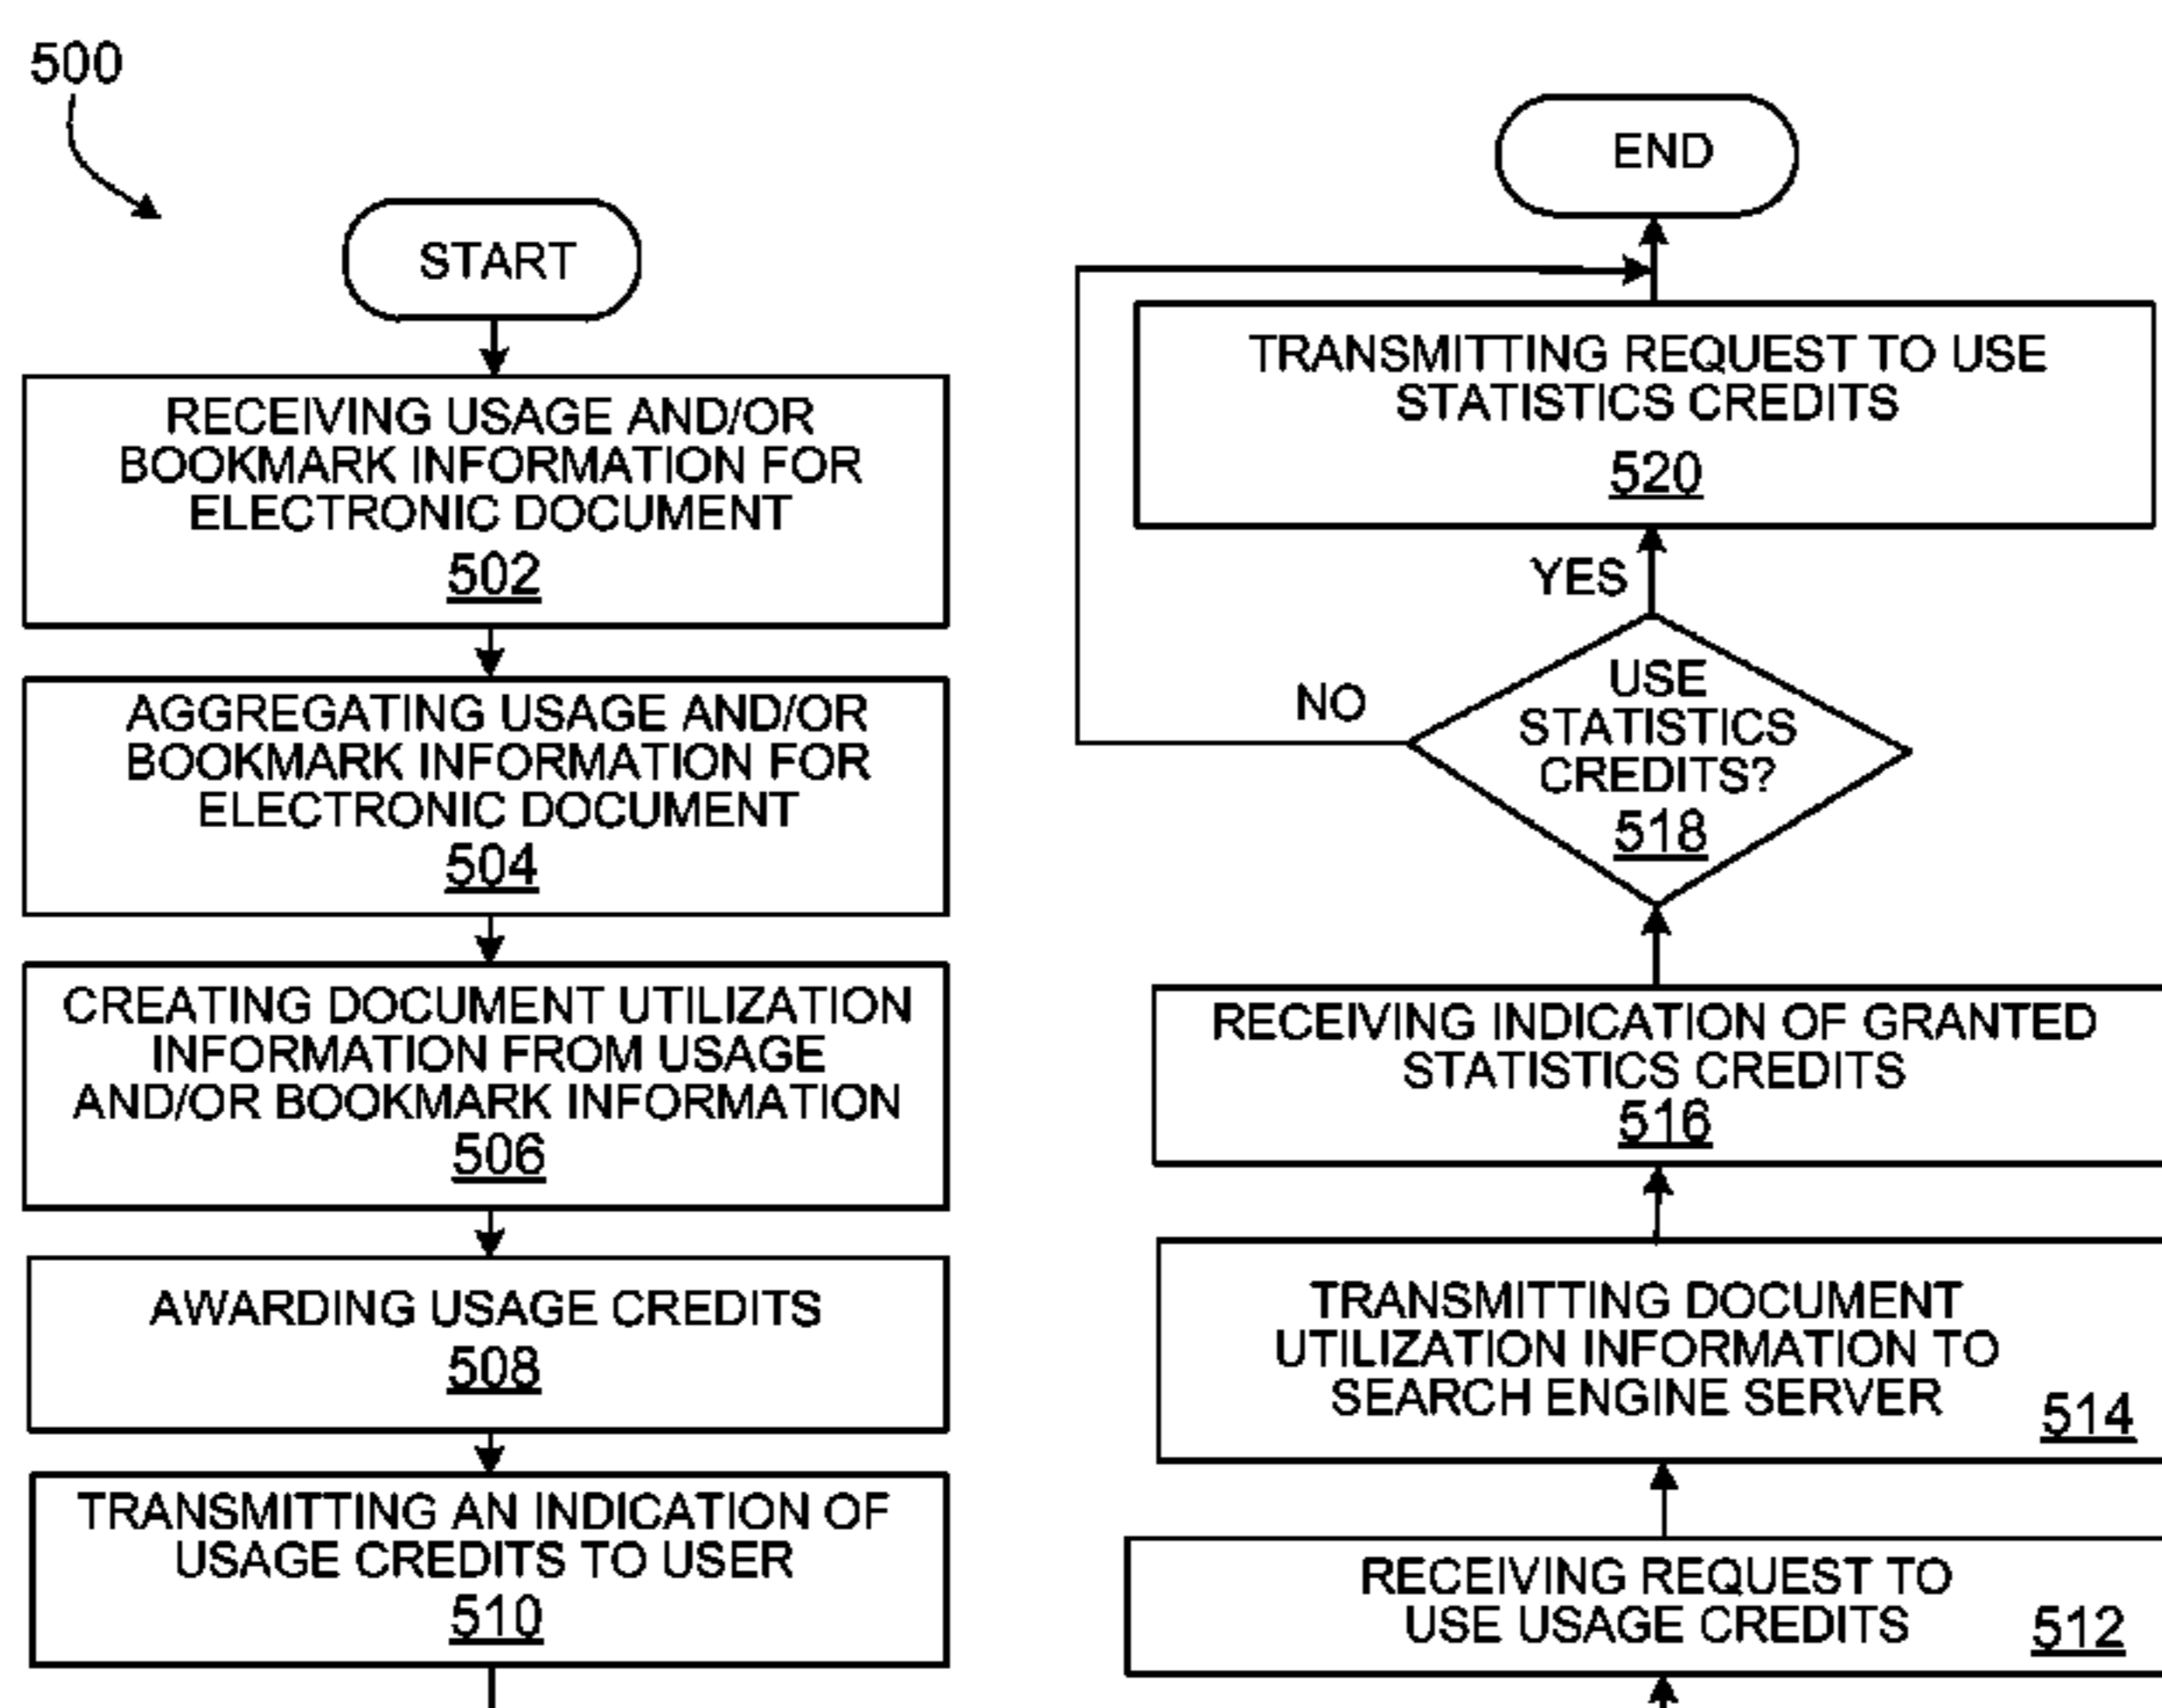 500
START
RECEIVING USAGE AND/OR
BOOKMARK INFORMATION FOR
ELECTRONIC DOCUMENT
502
AGGREGATING USAGE AND/OR
BOOKMARK INFORMATION FOR
ELECTRONIC DOCUMENT
504
CREATING DOCUMENT UTILIZATION
INFORMATION FROM USAGE
AND/OR BOOKMARK INFORMATION
506
AWARDING USAGE CREDITS
508
TRANSMITTING AN INDICATION OF
USAGE CREDITS TO USER
510
END
TRANSMITTING REQUEST TO USE
STATISTICS CREDITS
520
YES
NO
USE
STATISTICS
CREDITS?
518
RECEIVING INDICATION OF GRANTED
STATISTICS CREDITS
516
TRANSMITTING DOCUMENT
UTILIZATION INFORMATION TO
SEARCH ENGINE SERVER
514
RECEIVING REQUEST TO
USE USAGE CREDITS
512